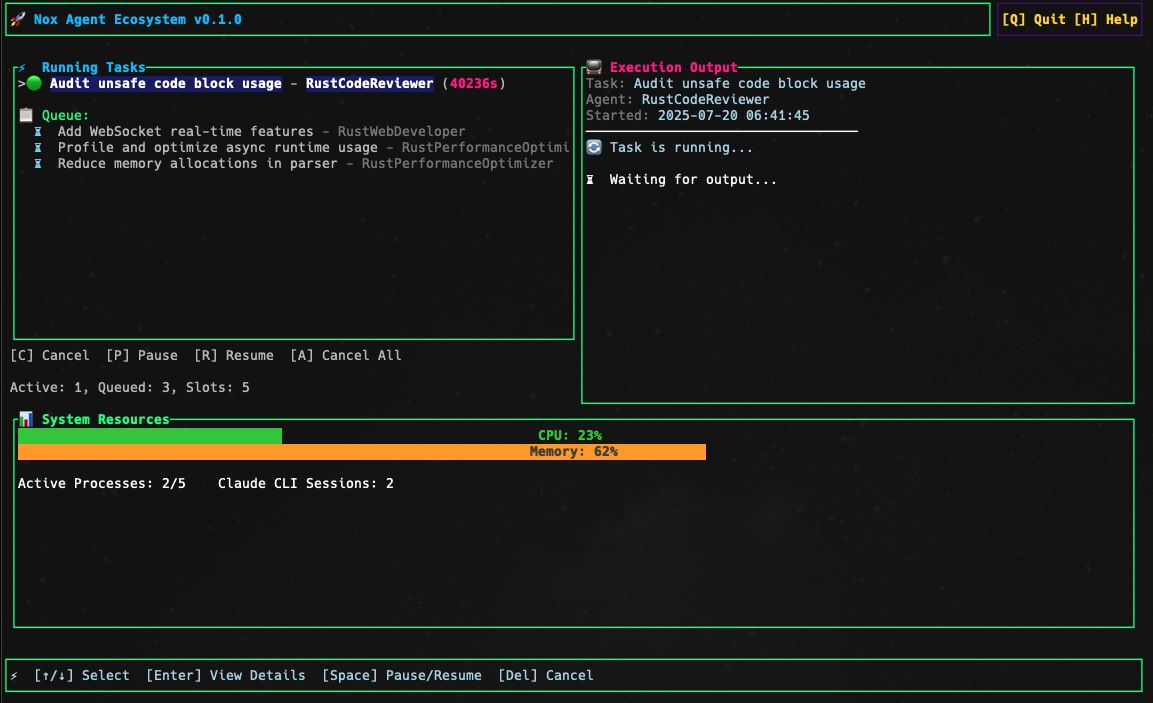 🚀 Nox Agent Ecosystem v0.1.0
[Q] Quit [H] Help
⚡ Running Tasks
>🟢 Audit unsafe code block usage - RustCodeReviewer (40236s)
📋 Queue:
⏳ Add WebSocket real-time features - RustWebDeveloper
⏳ Profile and optimize async runtime usage - RustPerformanceOptimi
⏳ Reduce memory allocations in parser - RustPerformanceOptimizer
[C] Cancel [P] Pause [R] Resume [A] Cancel All
Active: 1, Queued: 3, Slots: 5
📺 Execution Output
Task: Audit unsafe code block usage
Agent: RustCodeReviewer
Started: 2025-07-20 06:41:45
🔄 Task is running...
⏳ Waiting for output...
📊 System Resources
CPU: 23%
Memory: 62%
Active Processes: 2/5 Claude CLI Sessions: 2
⚡ [↑/↓] Select [Enter] View Details [Space] Pause/Resume [Del] Cancel